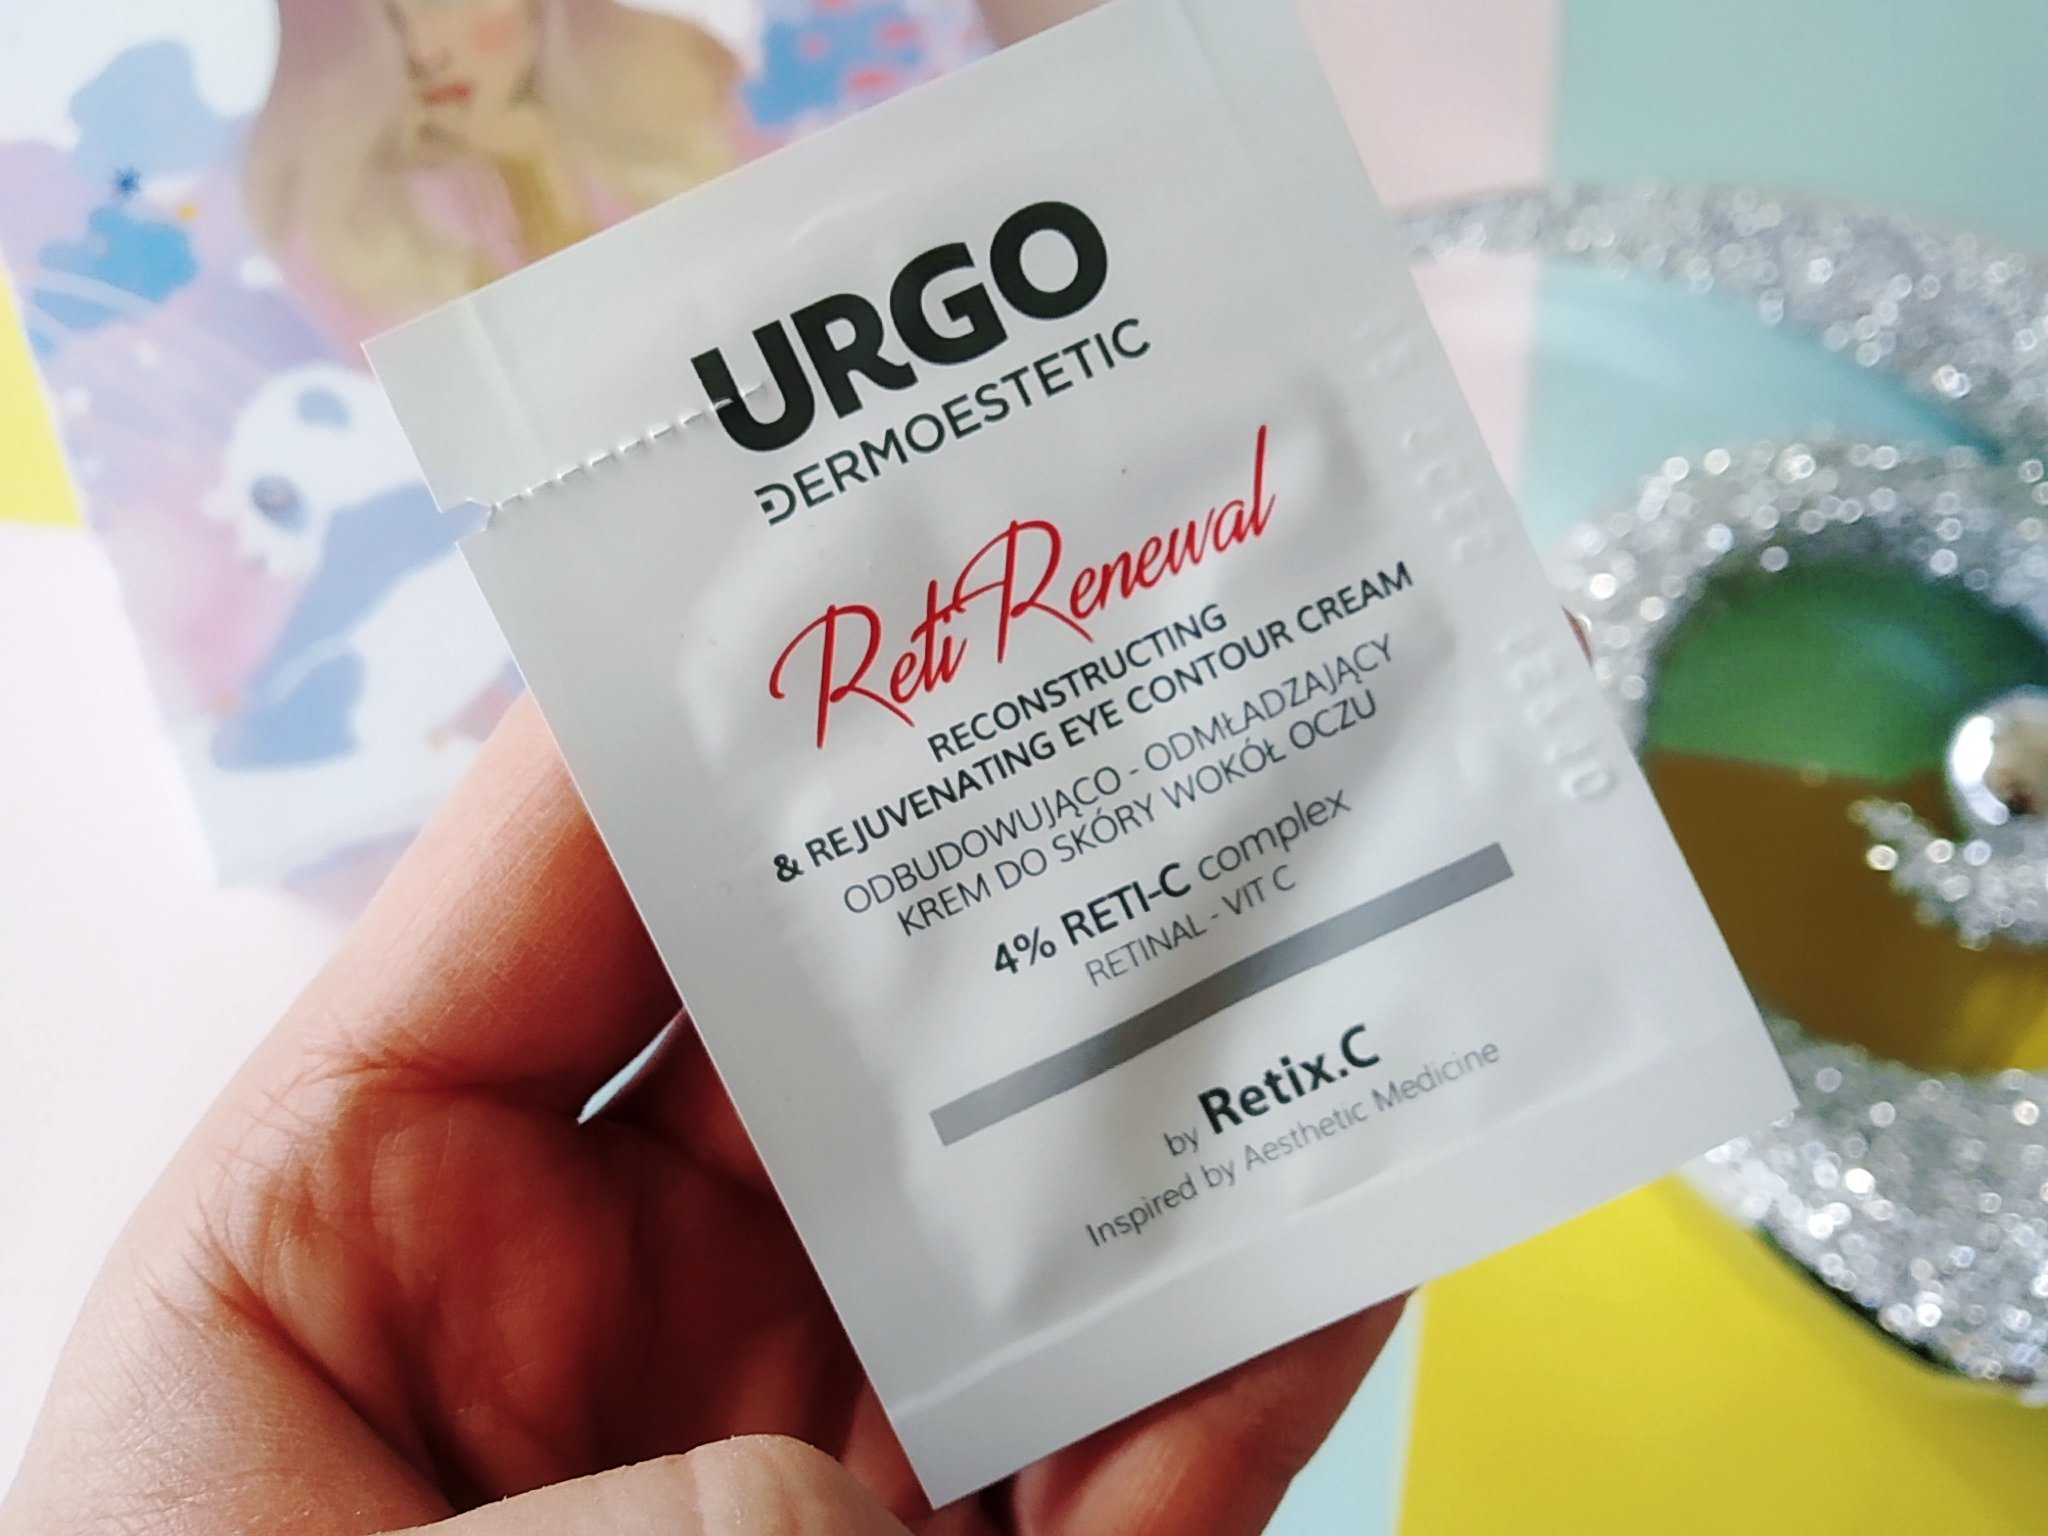 URGO
DERMOESTETIC
Reti Renewal
RECONSTRUCTING
& REJUVENATING EYE CONTOUR CREAM
ODBUDOWUJĄCO - ODMŁADZAJĄCY
KREM DO SKÓRY WOKÓŁ OCZU
4% RETI-C complex
RETINAL - VIT C
by Retix.C
Inspired by Aesthetic Medicine